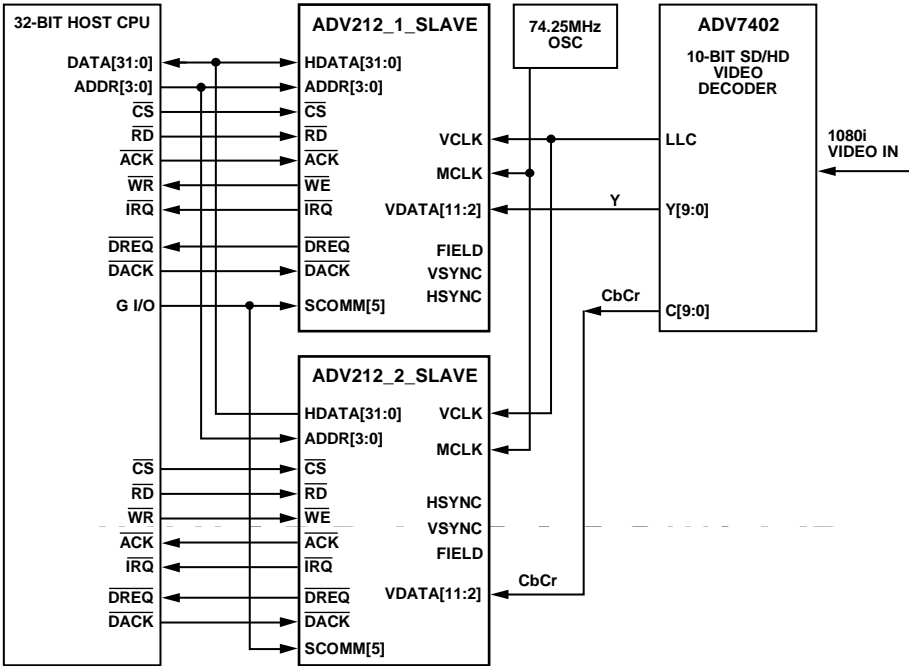 32-BIT HOST CPU
DATA[31:0]
ADDR[3:0]
CS
RD
ACK
WR
IRQ
DREQ
DACK
G I/O
CS
RD
WR
ACK
IRQ
DREQ
DACK
ADV212_1_SLAVE
HDATA[31:0]
ADDR[3:0]
CS
RD
ACK
WE
IRQ
DREQ
DACK
SCOMM[5]
VCLK
MCLK
VDATA[11:2]
FIELD
VSYNC
HSYNC
ADV212_2_SLAVE
HDATA[31:0]
ADDR[3:0]
CS
RD
WE
ACK
IRQ
DREQ
DACK
SCOMM[5]
VCLK
MCLK
HSYNC
VSYNC
FIELD
VDATA[11:2]
74.25MHz
OSC
Y
CbCr
CbCr
ADV7402
10-BIT SD/HD
VIDEO
DECODER
LLC
Y[9:0]
C[9:0]
1080i
VIDEO IN